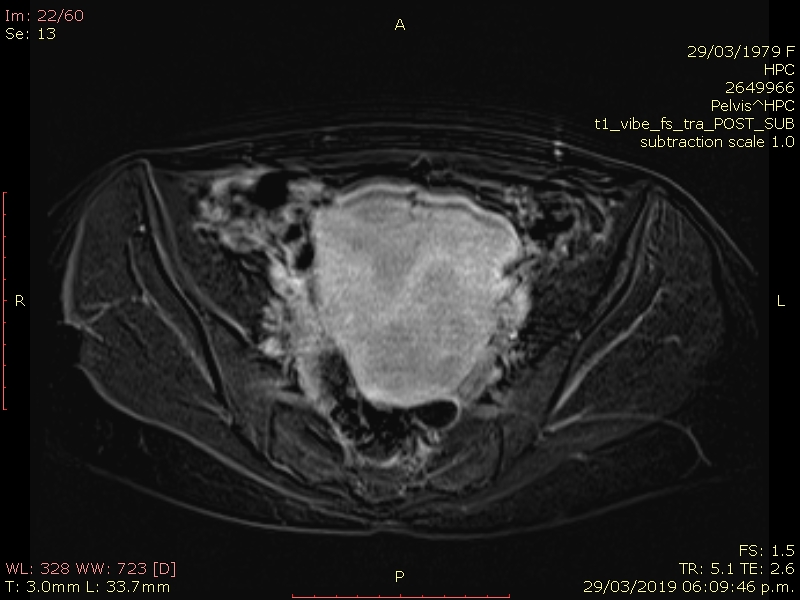 Im: 22/60
Se: 13
A
29/03/1979 F
HPC
2649966
Pelvis^HPC
t1_vibe_fs_tra_POST_SUB
subtraction scale 1.0
R
L
WL: 328 WW: 723 [D]
T: 3.0mm L: 33.7mm
P
FS: 1.5
TR: 5.1 TE: 2.6
29/03/2019 06:09:46 p.m.